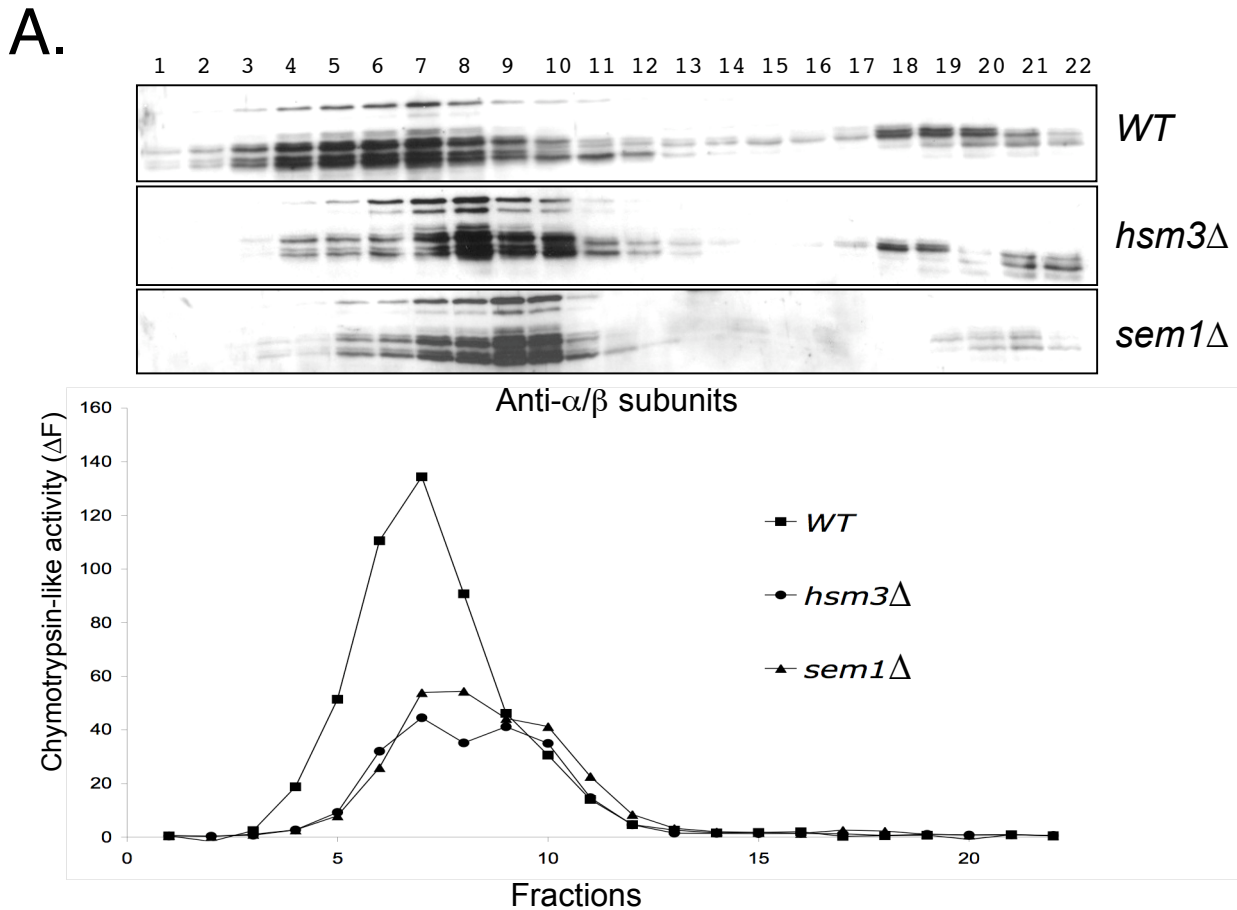 A.
1 2 3 4 5 6 7 8 9 10 11 12 13 14 15 16 17 18 19 20 21 22
WT
hsm3Δ
sem1Δ
Anti-α/β subunits
Chymotrypsin-like activity (ΔF)
160
140
120
100
80
60
40
20
0
WT
hsm3Δ
sem1Δ
0 5 10 15 20
Fractions